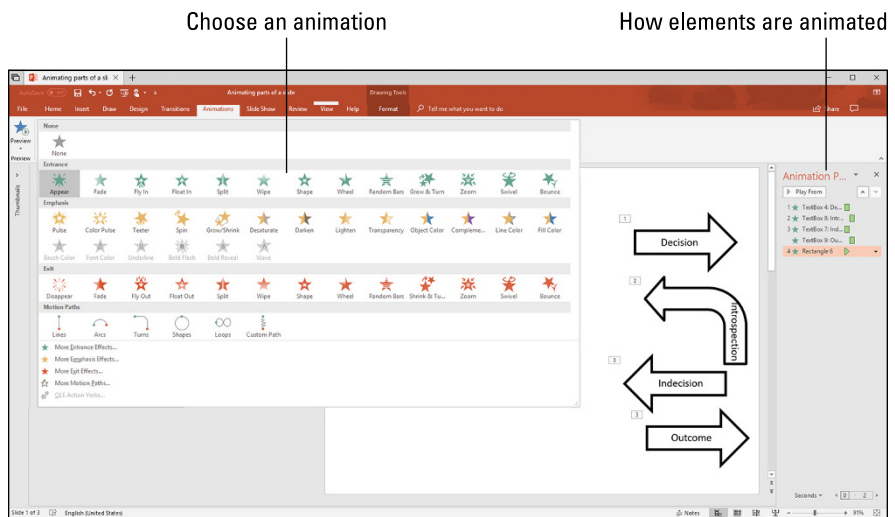 Choose an animation
How elements are animated
Animating parts of a sli
AutoSave
Off
Animating parts of a slide
Drawing Tools
File Home Insert Draw Design Transitions Animations Slide Show Review View Help Format Tell me what you want to do
Share
Preview
Preview
Thumbnails
None
None
Entrance
Appear Fade Fly In Float In Split Wipe Shape Wheel Random Bars Grow & Turn Zoom Swivel Bounce
Emphasis
Pulse Color Pulse Teeter Spin Grow/Shrink Desaturate Darken Lighten Transparency Object Color Compleme... Line Color Fill Color
Brush Color Font Color Underline Bold Flash Bold Reveal Wave
Exit
Disappear Fade Fly Out Float Out Split Wipe Shape Wheel Random Bars Shrink & Tu... Zoom Swivel Bounce
Motion Paths
Lines Arcs Turns Shapes Loops Custom Path
More Entrance Effects...
More Emphasis Effects...
More Exit Effects...
More Motion Paths...
OLE Action Verbs...
1
Decision
2
Introspection
3
Indecision
3
Outcome
Animation P...
Play From
1 TextBox 4: De...
2 TextBox 8: Intr...
3 TextBox 7: Ind...
TextBox 9: Ou...
4 Rectangle 6
Seconds 0 2
Slide 1 of 3 English (United States) Notes 91%